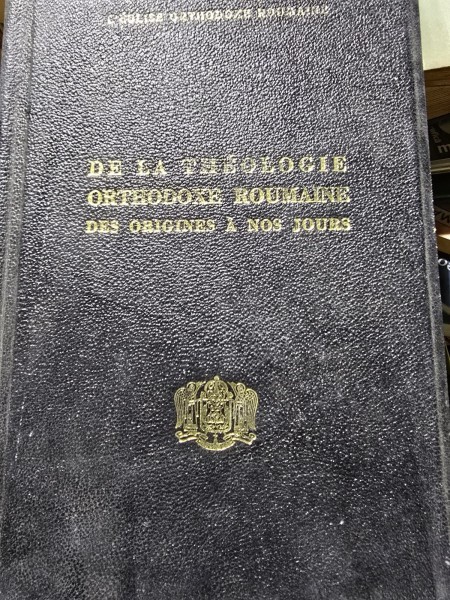 L'ÉGLISE ORTHODOXE ROUMAINE
DE LA THÉOLOGIE
ORTHODOXE ROUMAINE
DES ORIGINES À NOS JOURS